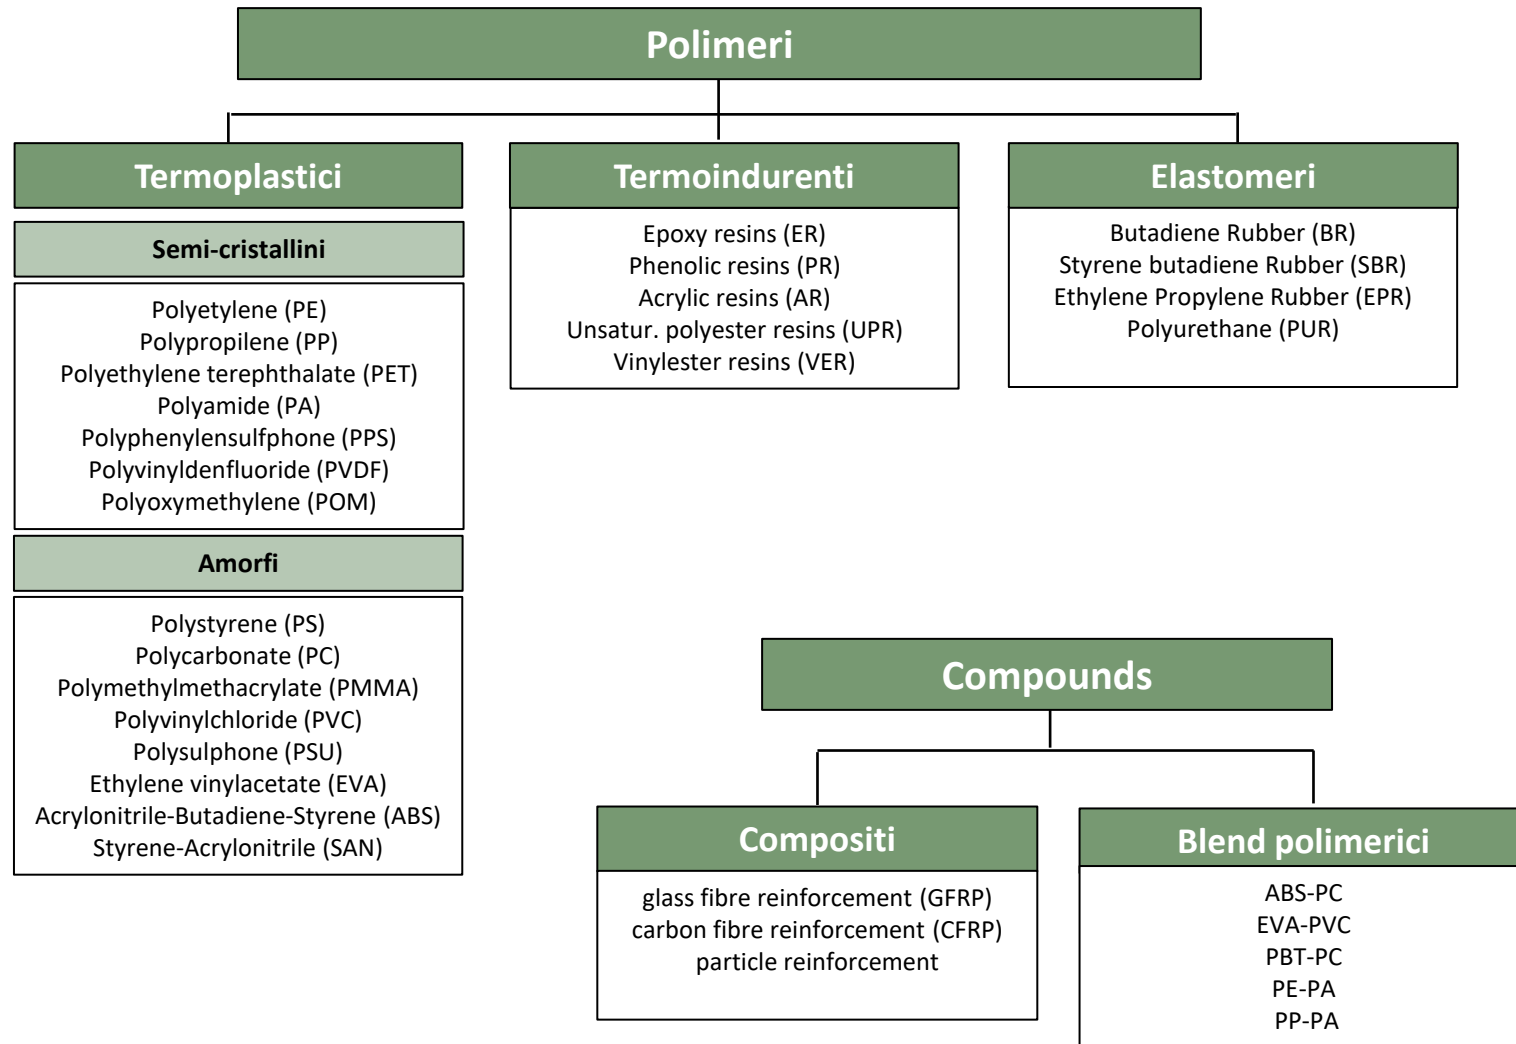 Polimeri
Termoplastici
Semi-cristallini
Polyetylene (PE)
Polypropilene (PP)
Polyethylene terephthalate (PET)
Polyamide (PA)
Polyphenylensulfphone (PPS)
Polyvinyldenfluoride (PVDF)
Polyoxymethylene (POM)
Amorfi
Polystyrene (PS)
Polycarbonate (PC)
Polymethylmethacrylate (PMMA)
Polyvinylchloride (PVC)
Polysulphone (PSU)
Ethylene vinylacetate (EVA)
Acrylonitrile-Butadiene-Styrene (ABS)
Styrene-Acrylonitrile (SAN)
Termoindurenti
Epoxy resins (ER)
Phenolic resins (PR)
Acrylic resins (AR)
Unsatur. polyester resins (UPR)
Vinylester resins (VER)
Elastomeri
Butadiene Rubber (BR)
Styrene butadiene Rubber (SBR)
Ethylene Propylene Rubber (EPR)
Polyurethane (PUR)
Compounds
Compositi
glass fibre reinforcement (GFRP)
carbon fibre reinforcement (CFRP)
particle reinforcement
Blend polimerici
ABS-PC
EVA-PVC
PBT-PC
PE-PA
PP-PA